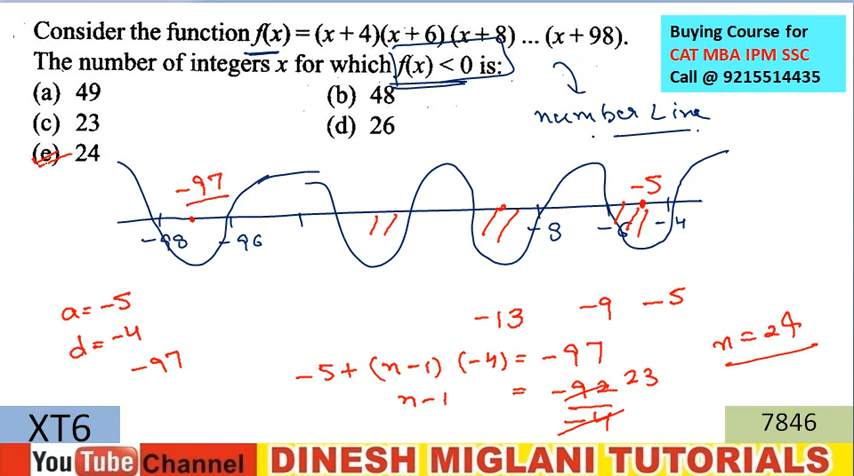 Consider the function f(x) = (x + 4)(x + 6) (x + 8) ... (x + 98).
The number of integers x for which f(x) < 0 is:
(a) 49
(b) 48
(c) 23
(d) 26
(e) 24
Buying Course for
CAT MBA IPM SSC
Call @ 9215514435
number Line
-97
-5
-98
-96
-8
-6
-4
a = -5
d = -4
-97
-13 -9 -5
-5 + (n-1) (-4) = -97
n-1 = -92 23
-4
n = 24
XT6
7846
YouTube Channel
DINESH MIGLANI TUTORIALS